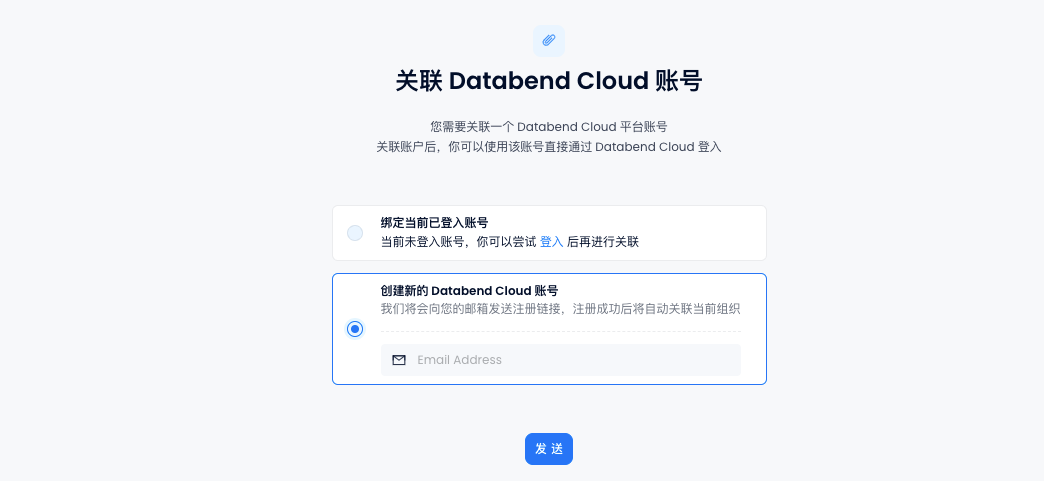 关联 Databend Cloud 账号
您需要关联一个 Databend Cloud 平台账号
关联账户后，你可以使用该账号直接通过 Databend Cloud 登入
绑定当前已登入账号
当前未登入账号，你可以尝试 登入 后再进行关联
创建新的 Databend Cloud 账号
我们将会向您的邮箱发送注册链接，注册成功后将自动关联当前组织
Email Address
发 送